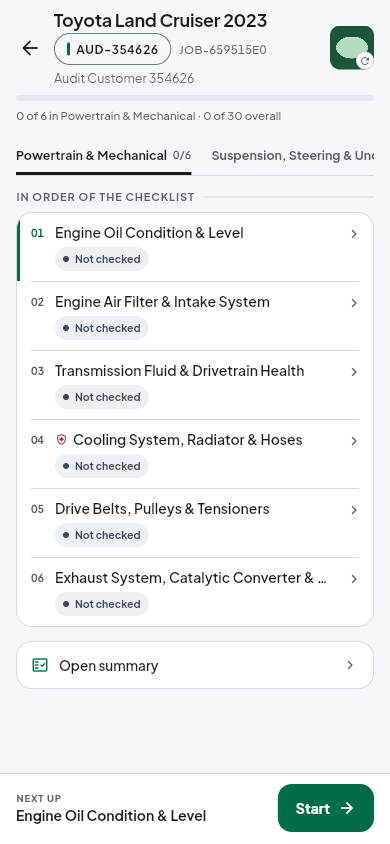 Toyota Land Cruiser 2023
AUD-354626 JOB-659515E0
Audit Customer 354626
0 of 6 in Powertrain & Mechanical · 0 of 30 overall
Powertrain & Mechanical 0/6 Suspension, Steering & Und
IN ORDER OF THE CHECKLIST
01 Engine Oil Condition & Level
Not checked
02 Engine Air Filter & Intake System
Not checked
03 Transmission Fluid & Drivetrain Health
Not checked
04 Cooling System, Radiator & Hoses
Not checked
05 Drive Belts, Pulleys & Tensioners
Not checked
06 Exhaust System, Catalytic Converter & ...
Not checked
Open summary
NEXT UP
Engine Oil Condition & Level
Start